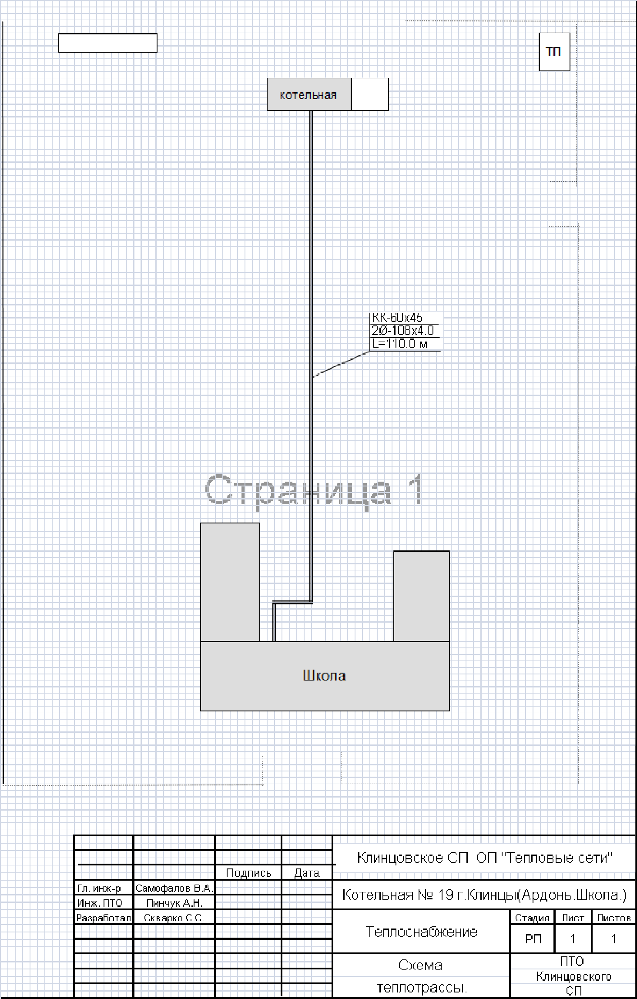 ТП
котельная
КК-60х45
2Ø-108х4.0
L=110.0 м
Страница 1
Школа
Клинцовское СП ОП "Тепловые сети"
Подпись Дата.
Гл. инж-р Самофалов В.А.
Котельная № 19 г.Клинцы(Ардонь.Школа.)
Инж. ПТО Пинчук А.Н.
Разработал Скварко С.С.
Стадия Лист Листов
Теплоснабжение
РП 1 1
Схема
теплотрассы.
ПТО
Клинцовского
СП